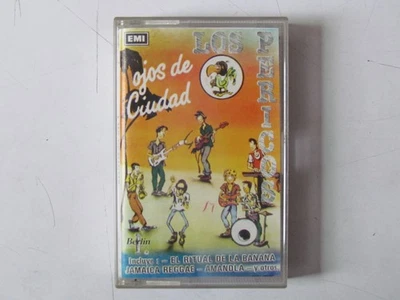 EMI
LOS PERICOS
ojos de
Ciudad
Berlin
incluye : - EL RITUAL DE LA BANANA
JAMAICA REGGAE - AMANDLA - y otros